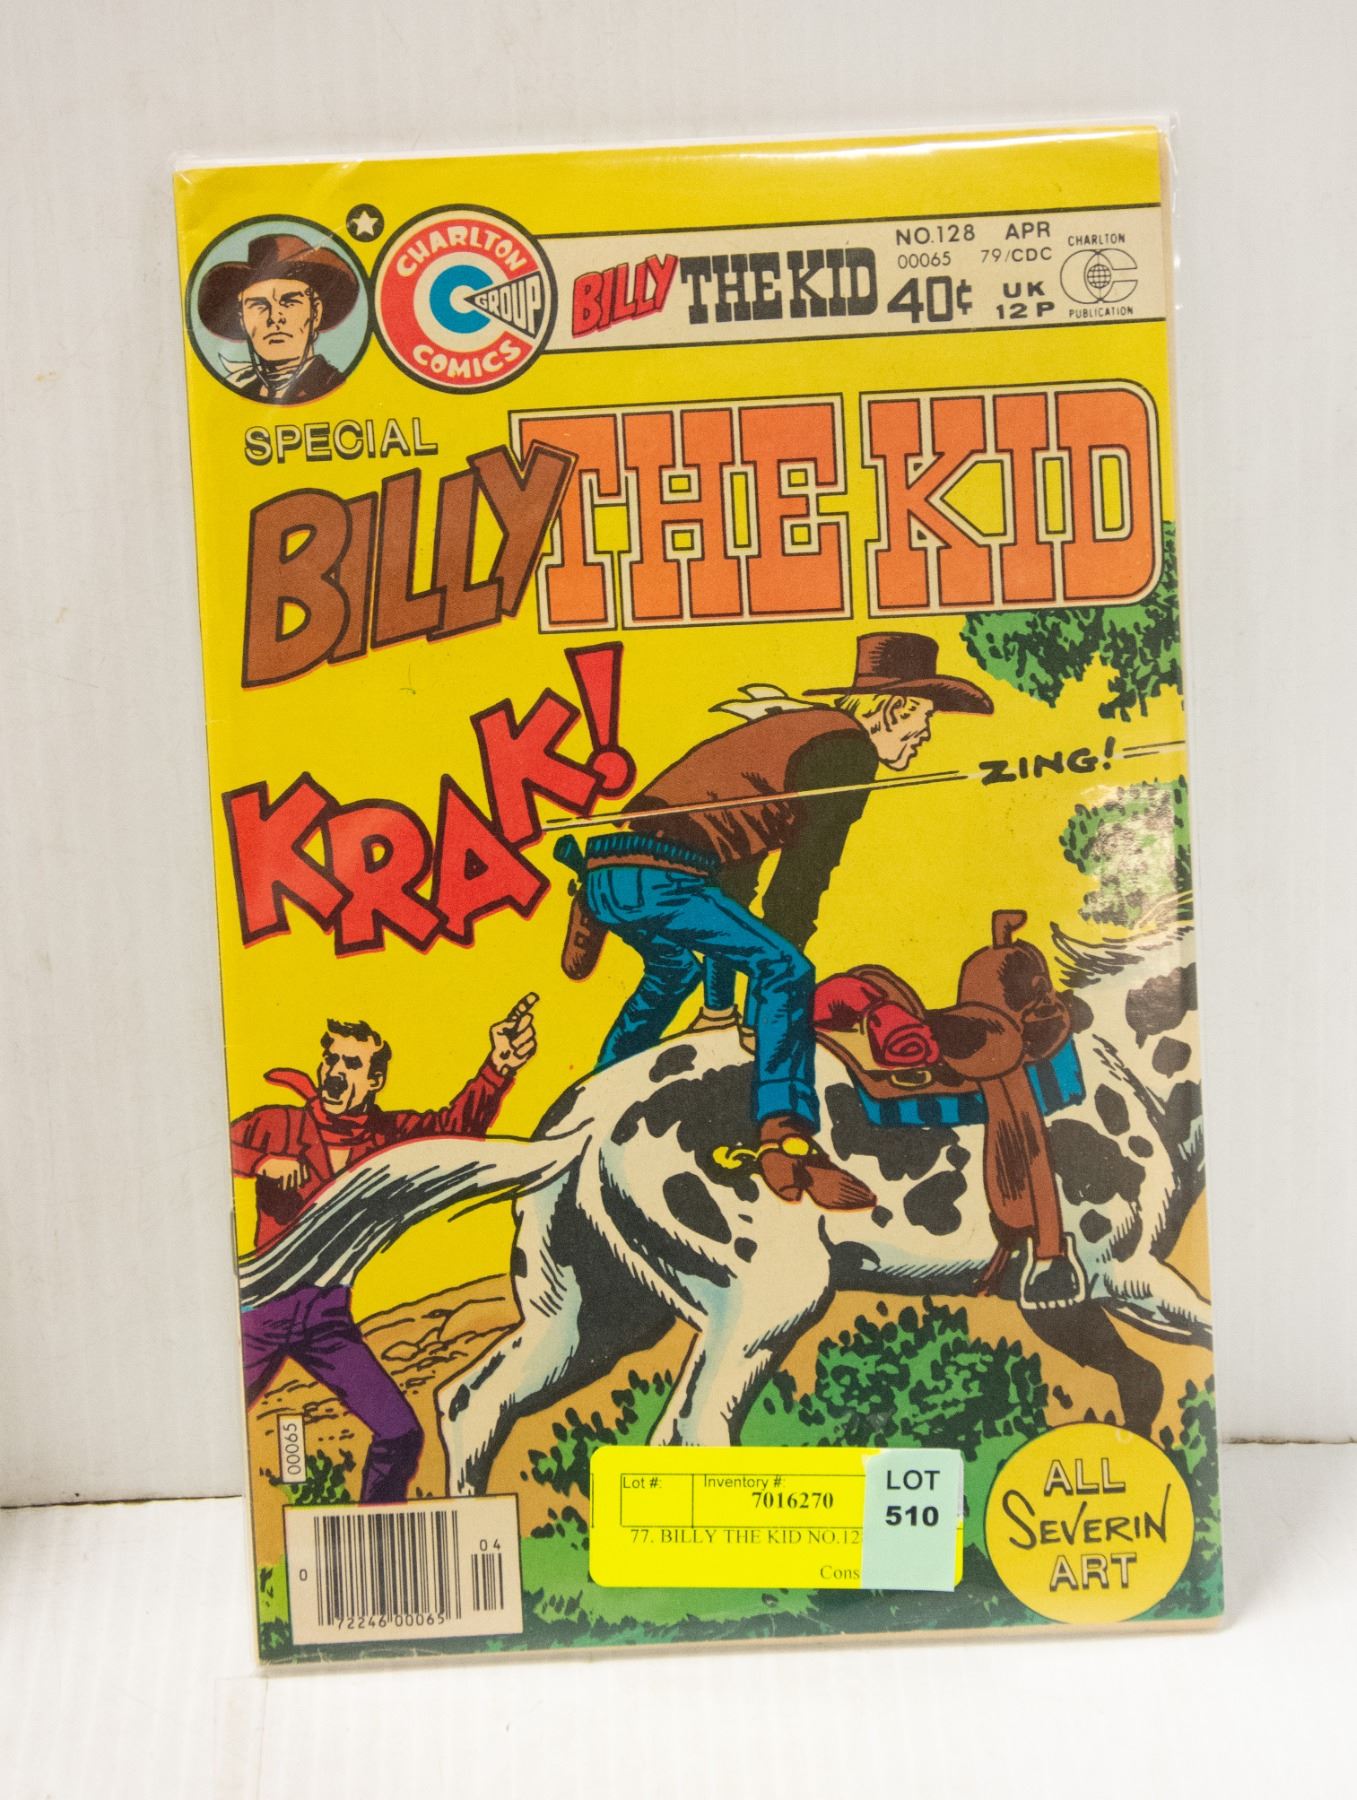 CHARLTON
COMICS
GROUP
BILLY THE KID
NO.128 APR
00065 79/CDC
40¢ UK
12 P
CHARLTON
PUBLICATION
SPECIAL
BILLY THE KID
KRAK!
ZING!
00065
04
0
72246 00065
Lot #:
Inventory #:
7016270
LOT
510
77. BILLY THE KID NO.12
Cons
ALL
SEVERIN
ART